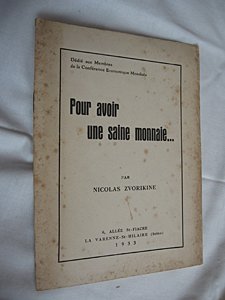 Dédié aux Membres
de la Conférence Economique Mondiale
Pour avoir
une saine monnaie...
PAR
NICOLAS ZVORIKINE
6, ALLÉE St-FIACRE
LA VARENNE-St-HILAIRE (Seine)
1933